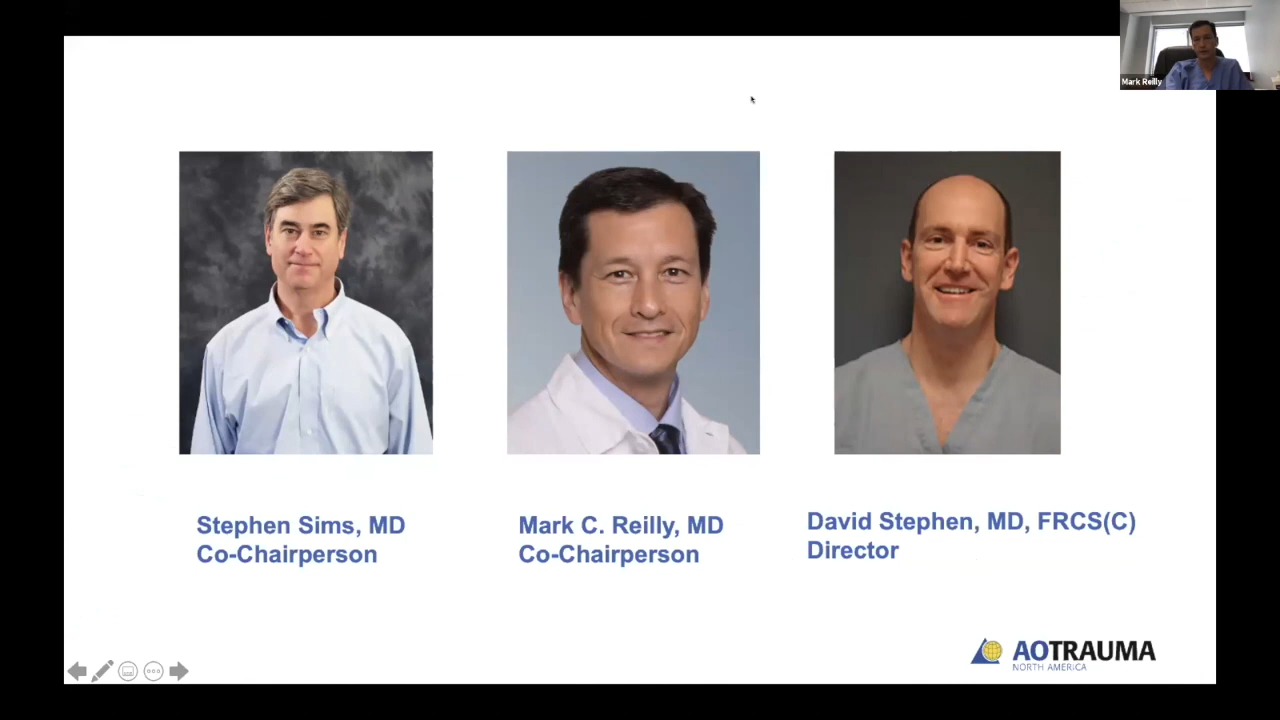 Mark Reilly
Stephen Sims, MD
Co-Chairperson
Mark C. Reilly, MD
Co-Chairperson
David Stephen, MD, FRCS(C)
Director
AOTRAUMA
NORTH AMERICA